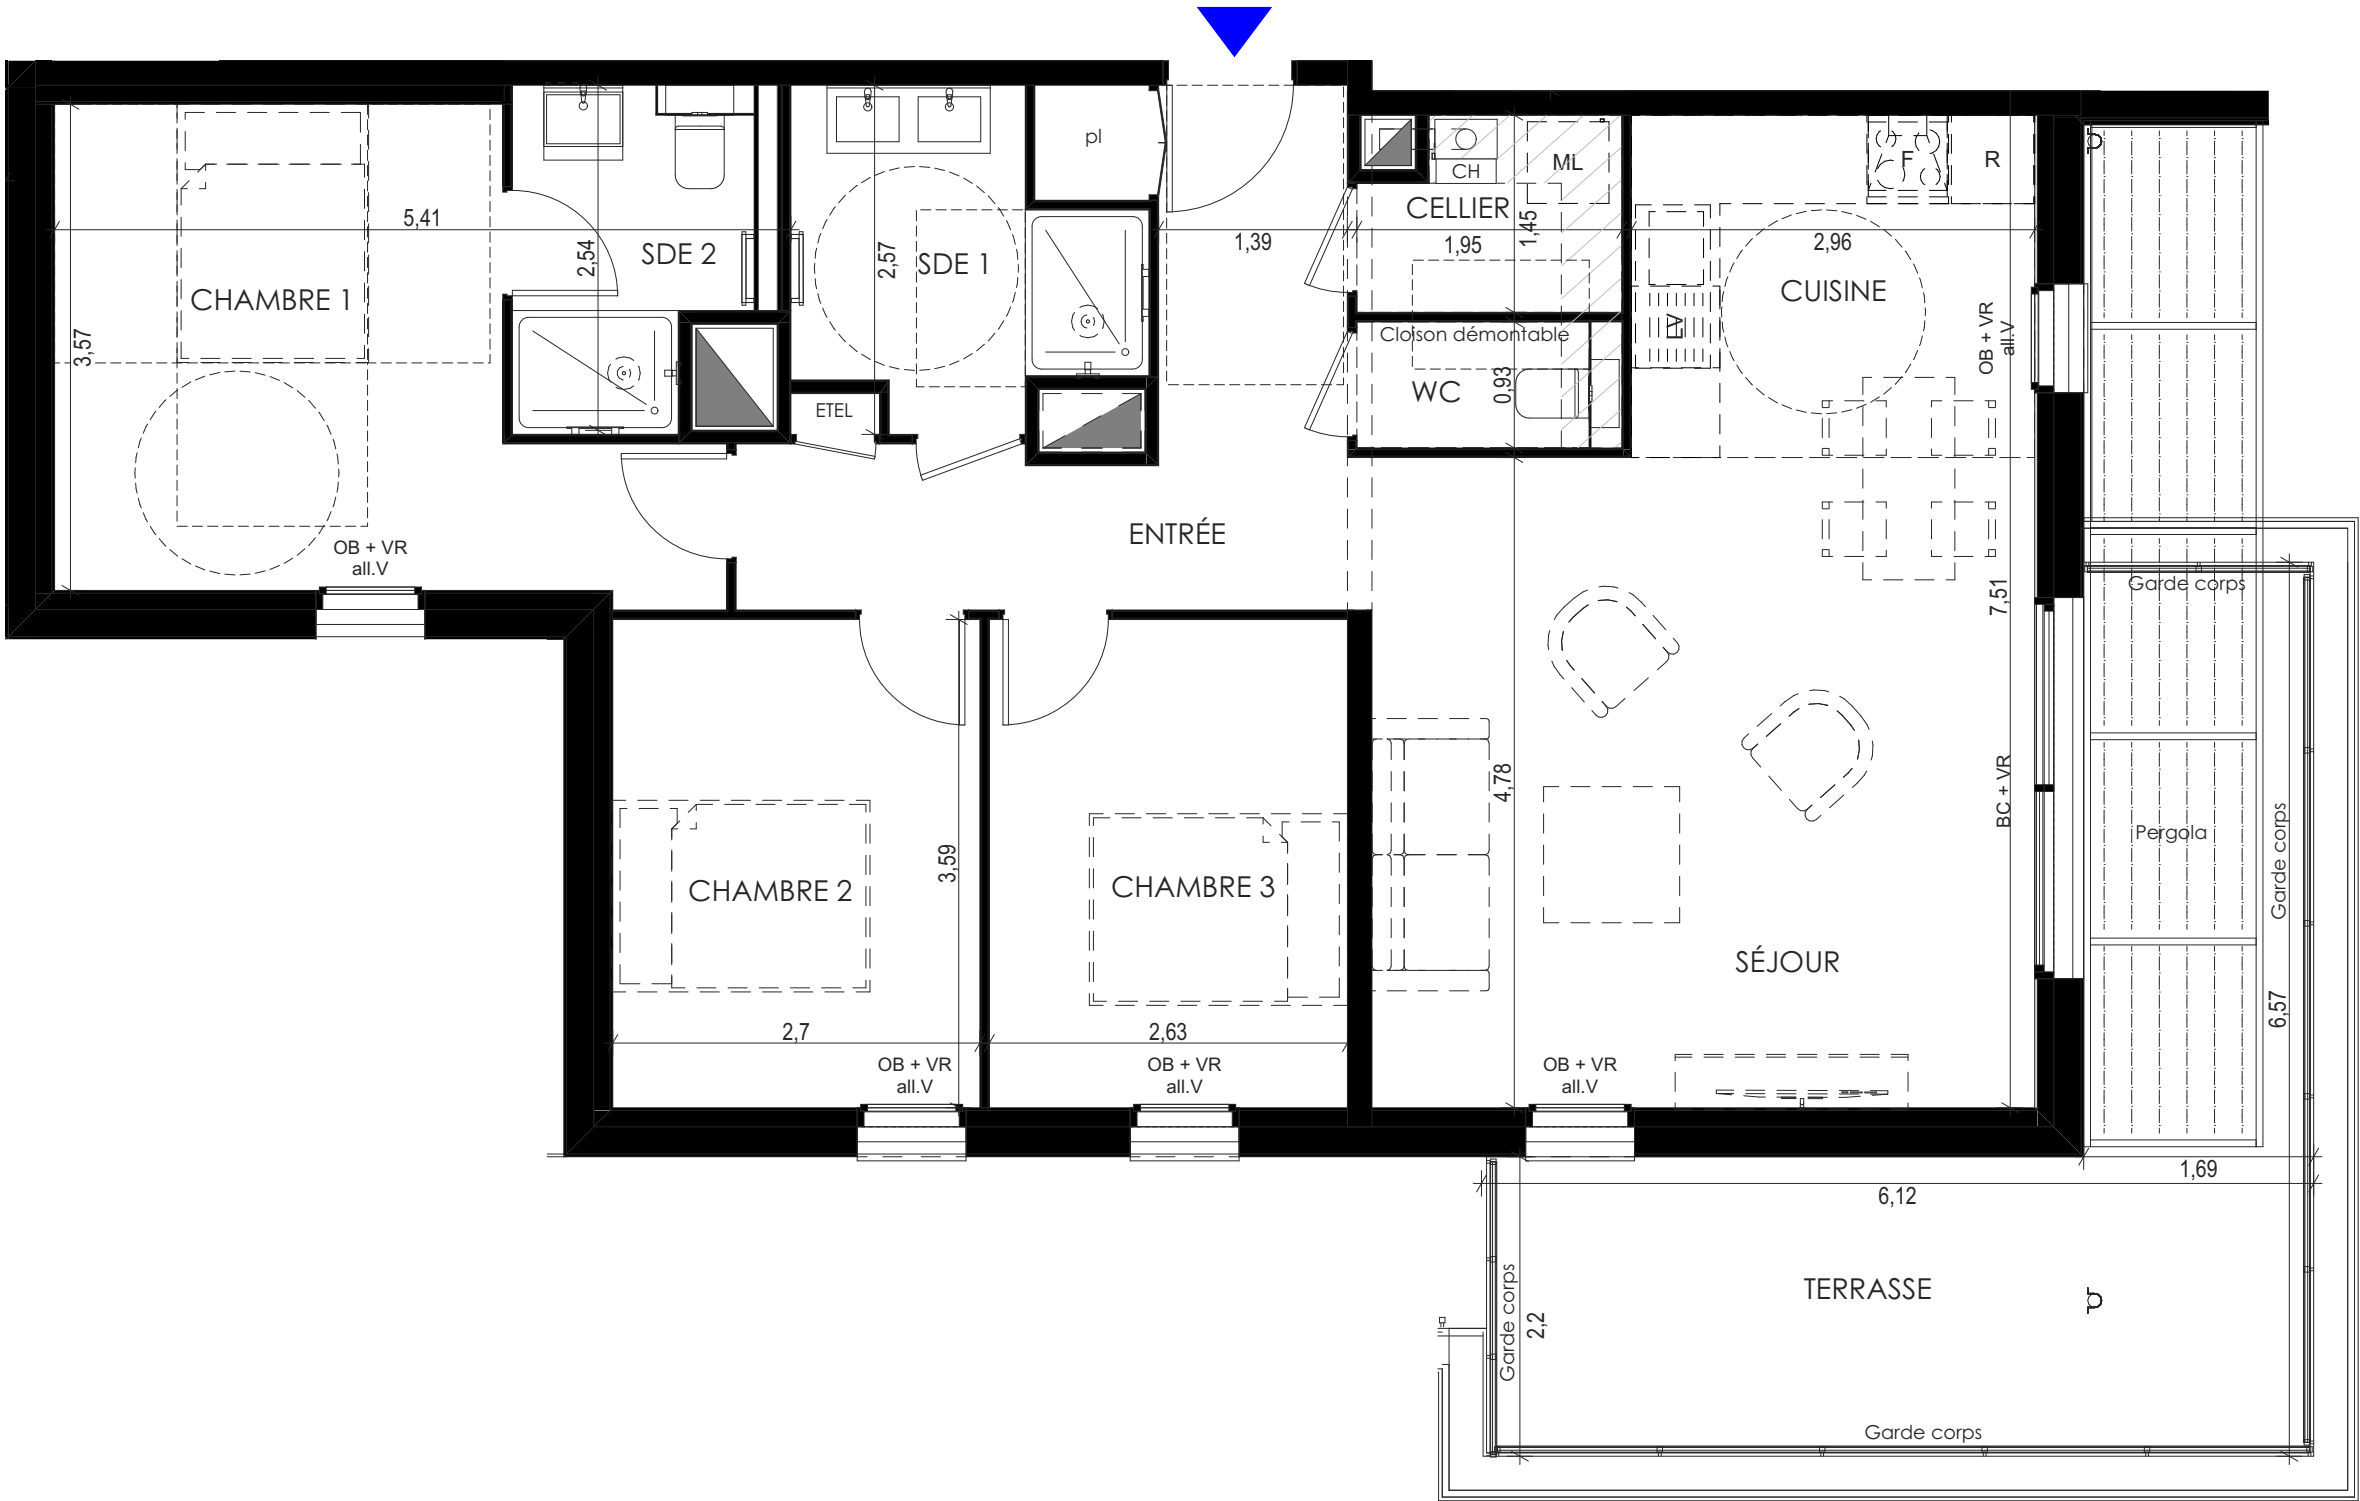 pl
CH
ML
F
R
CELLIER
5,41
2,54
SDE 2
2,57
SDE 1
1,39
1,95
1,45
2,96
CHAMBRE 1
CUISINE
3,57
LV
OB + VR
all.V
Cloison démontable
WC
0,93
ETEL
ENTRÉE
OB + VR
all.V
7,51
Garde corps
4,78
BC + VR
Pergola
Garde corps
3,59
CHAMBRE 2
CHAMBRE 3
SÉJOUR
6,57
2,7
2,63
OB + VR
all.V
OB + VR
all.V
OB + VR
all.V
1,69
6,12
TERRASSE
Garde corps
2,2
Garde corps